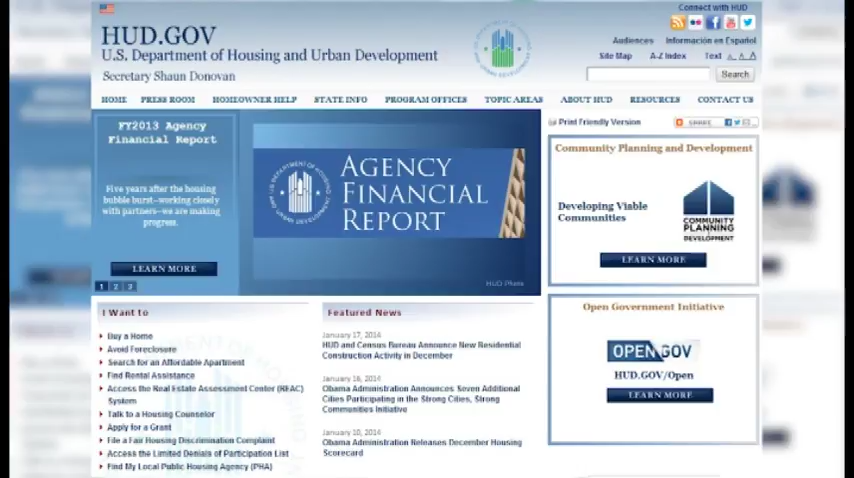 Connect with HUD
HUD.GOV
U.S. Department of Housing and Urban Development
Secretary Shaun Donovan
Audiences Información en Español
Site Map A-Z Index Text A A A
Search
HOME PRESS ROOM HOMEOWNER HELP STATE INFO PROGRAM OFFICES TOPIC AREAS ABOUT HUD RESOURCES CONTACT US
FY2013 Agency
Financial Report
Five years after the housing
bubble burst—working closely
with partners—we are making
progress.
LEARN MORE
1 2 3
AGENCY
FINANCIAL
REPORT
HUD Photo
Print Friendly Version
SHARE
Community Planning and Development
Developing Viable
Communities
COMMUNITY
PLANNING
DEVELOPMENT
LEARN MORE
I Want to
Buy a Home
Avoid Foreclosure
Search for an Affordable Apartment
Find Rental Assistance
Access the Real Estate Assessment Center (REAC)
System
Talk to a Housing Counselor
Apply for a Grant
File a Fair Housing Discrimination Complaint
Access the Limited Denials of Participation List
Find My Local Public Housing Agency (PHA)
Featured News
January 17, 2014
HUD and Census Bureau Announce New Residential
Construction Activity in December
January 16, 2014
Obama Administration Announces Seven Additional
Cities Participating in the Strong Cities, Strong
Communities Initiative
January 10, 2014
Obama Administration Releases December Housing
Scorecard
Open Government Initiative
OPEN GOV
HUD.GOV/Open
LEARN MORE